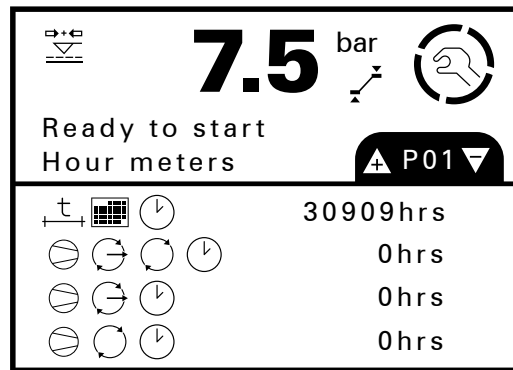 7.5 bar
Ready to start
Hour meters
+ P01 −
t
30909hrs
0hrs
0hrs
0hrs